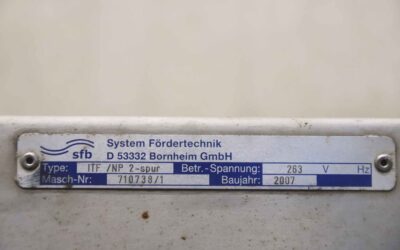 sfb
System Fördertechnik
D 53332 Bornheim GmbH
Type: ITF /NP 2-spur Betr.-Spannung: 263 V Hz
Masch-Nr: 710738/1 Baujahr: 2007